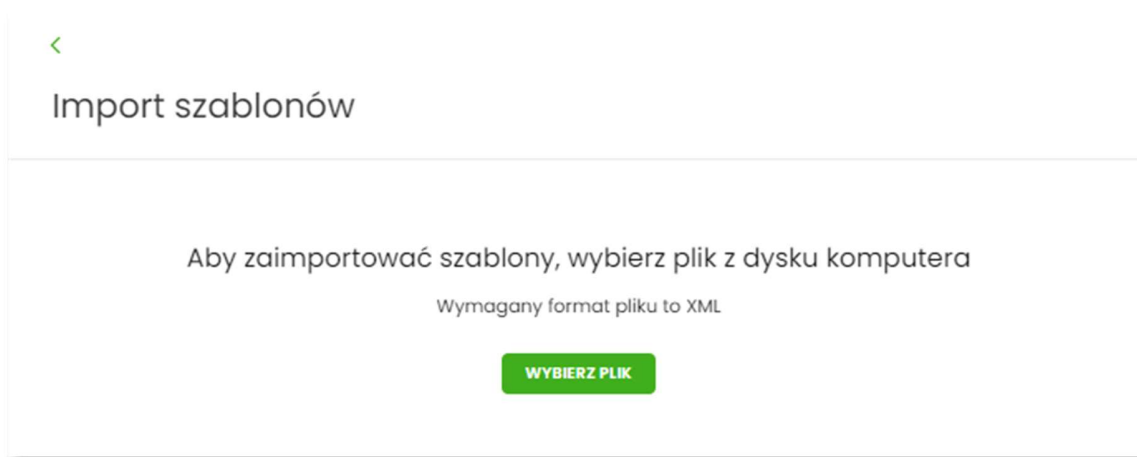 Import szablonów
Aby zaimportować szablony, wybierz plik z dysku komputera
Wymagany format pliku to XML
WYBIERZ PLIK